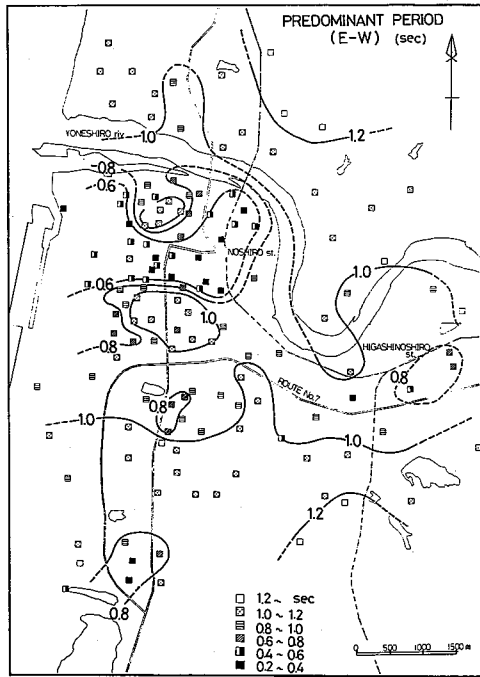 PREDOMINANT PERIOD
(E-W) (sec)
1.0
YONESHIRO riv.
1.2
0.8
0.6
NOSHIRO st.
1.0
0.6
1.0
0.8
HIGASHINOSHIRO
st.
0.8
ROUTE No.7
0.8
1.0
1.0
1.2
0.8
1.2 ~ sec
1.0 ~ 1.2
0.8 ~ 1.0
0.6 ~ 0.8
0.4 ~ 0.6
0.2 ~ 0.4
0 500 1000 1500 m